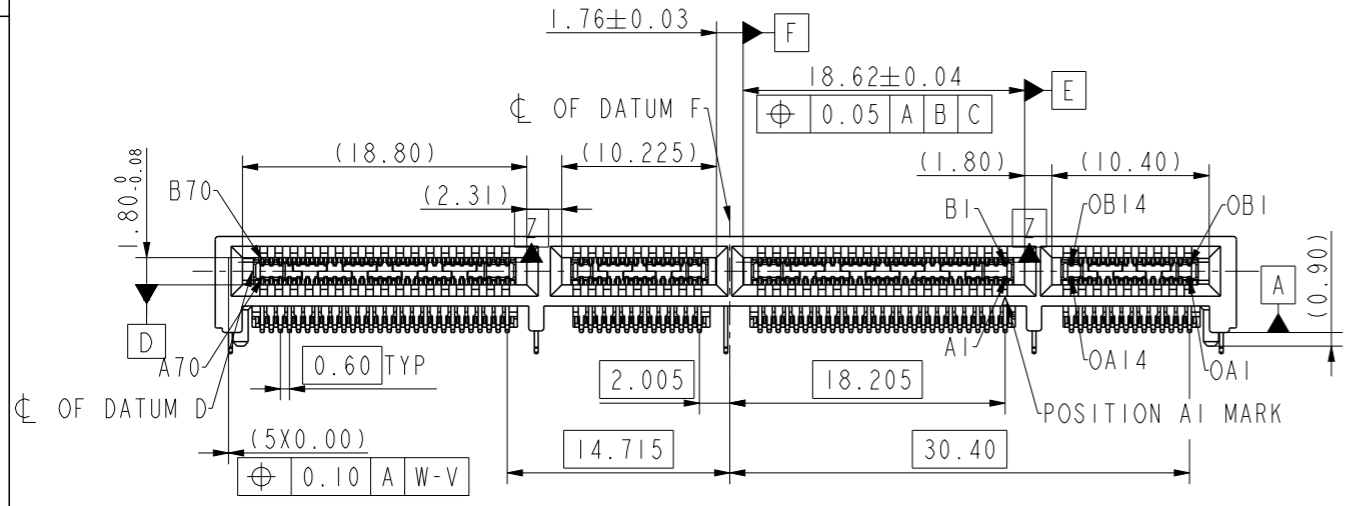 1.76±0.03
F
18.62±0.04
E
⌖ 0.05 A B C
℄ OF DATUM F
(18.80)
(10.225)
(1.80)
(10.40)
1.80 0 -0.08
B70
(2.31)
B1
OB14
OB1
Z
Z
A
(0.90)
D
A70
0.60 TYP
2.005
18.205
A1
OA14
OA1
℄ OF DATUM D
POSITION A1 MARK
(5X0.00)
14.715
30.40
⌖ 0.10 A W-V